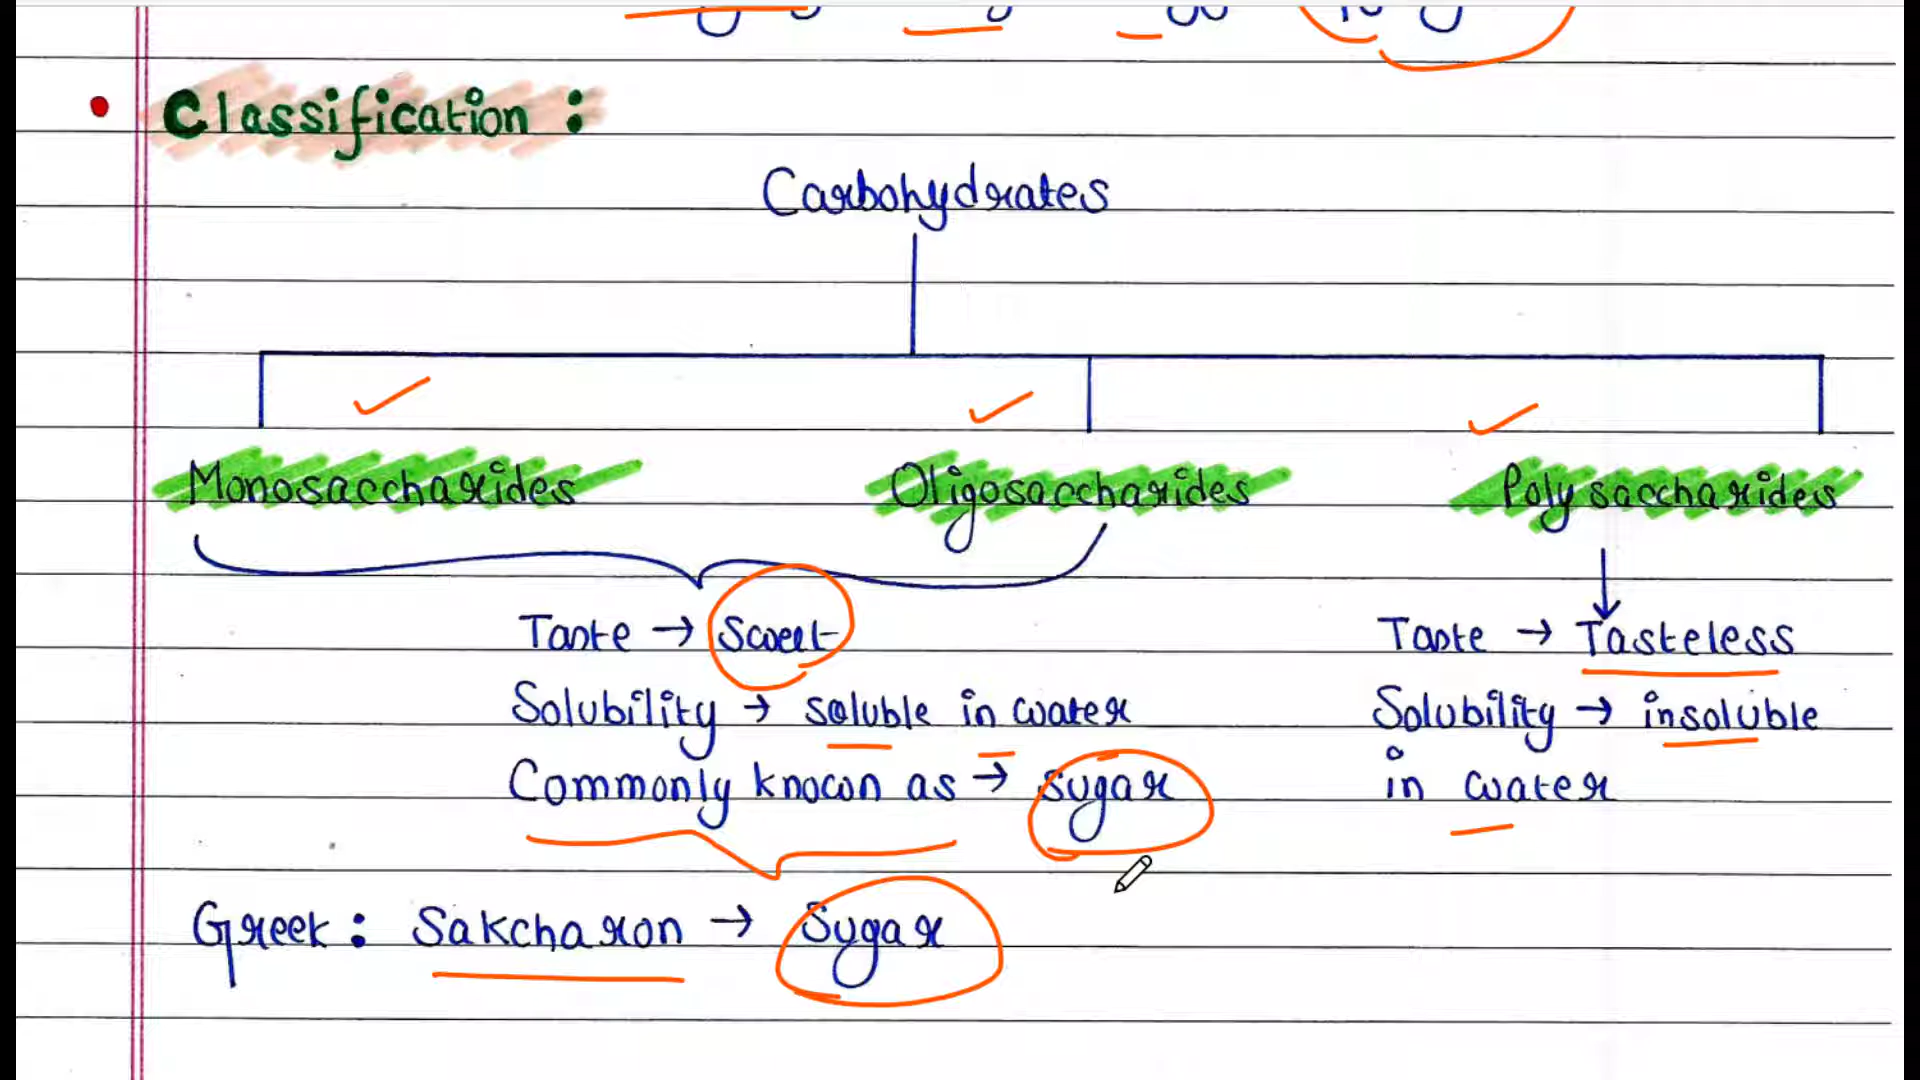 Classification :
Carbohydrates
Monosaccharides Oligosaccharides Polysaccharides
Taste → Sweet Taste → Tasteless
Solubility → soluble in water Solubility → insoluble
Commonly known as → sugar in water
Greek : Sakcharon → Sugar